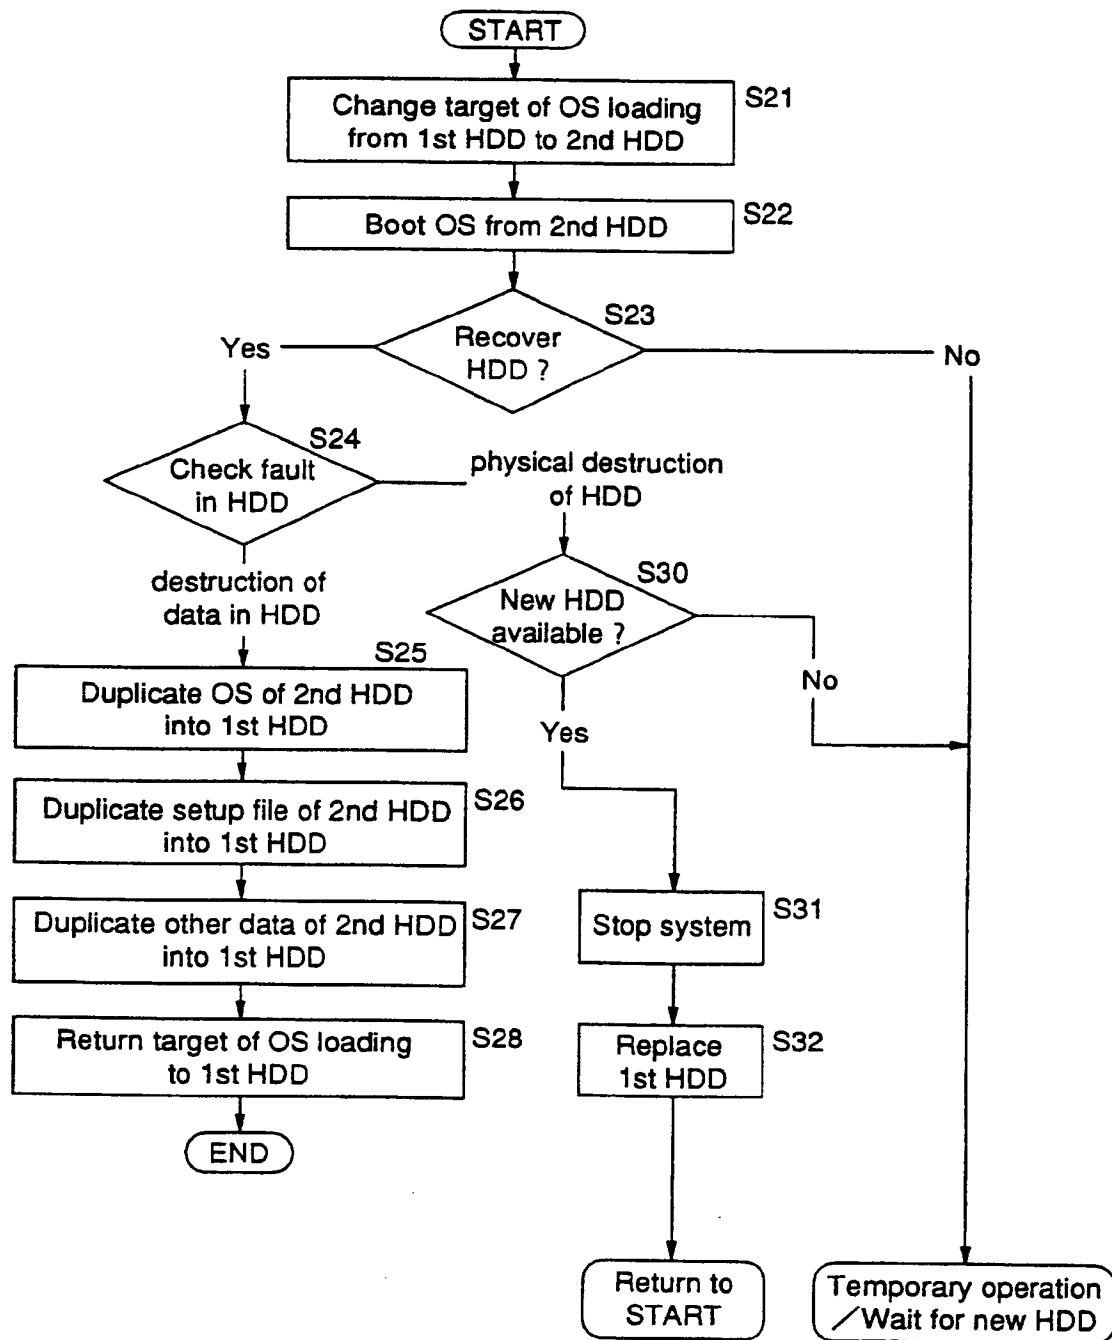 START
S21
Change target of OS loading
from 1st HDD to 2nd HDD
S22
Boot OS from 2nd HDD
S23
Recover
HDD ?
Yes
No
S24
Check fault
in HDD
physical destruction
of HDD
destruction of
data in HDD
S30
New HDD
available ?
No
Yes
S25
Duplicate OS of 2nd HDD
into 1st HDD
S26
Duplicate setup file of 2nd HDD
into 1st HDD
S27
Duplicate other data of 2nd HDD
into 1st HDD
S28
Return target of OS loading
to 1st HDD
END
S31
Stop system
S32
Replace
1st HDD
Return to
START
Temporary operation
/Wait for new HDD